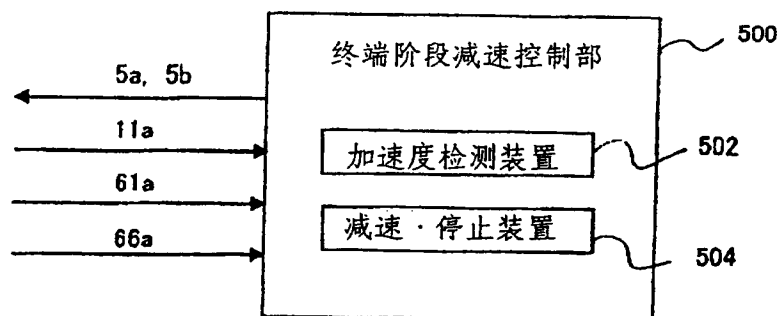 终端阶段减速控制部
500
5a, 5b
11a
加速度检测装置
502
61a
减速·停止装置
66a
504